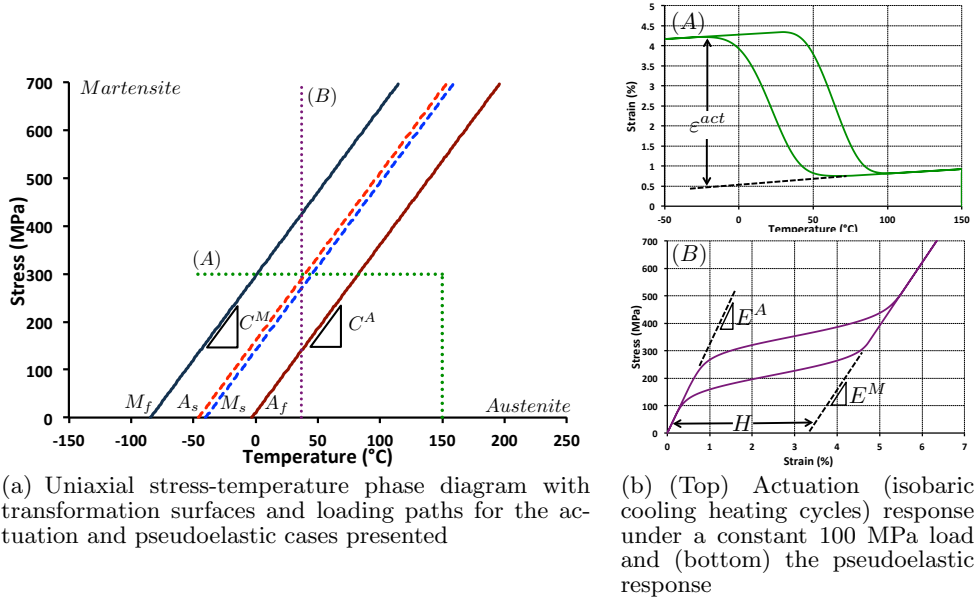 700
600
500
400
300
200
100
0
Stress (MPa)
Martensite
(B)
(A)
C^M
C^A
M_f
A_s
M_s
A_f
Austenite
-150
-100
-50
0
50
100
150
200
250
Temperature (°C)
(a) Uniaxial stress-temperature phase diagram with
transformation surfaces and loading paths for the ac-
tuation and pseudoelastic cases presented
5
4.5
4
3.5
3
2.5
2
1.5
1
0.5
0
Strain (%)
(A)
ε^{act}
-50
0
50
100
150
Temperature (°C)
700
600
500
400
300
200
100
0
Stress (MPa)
(B)
E^A
E^M
H
0
1
2
3
4
5
6
7
Strain (%)
(b) (Top) Actuation (isobaric
cooling heating cycles) response
under a constant 100 MPa load
and (bottom) the pseudoelastic
response